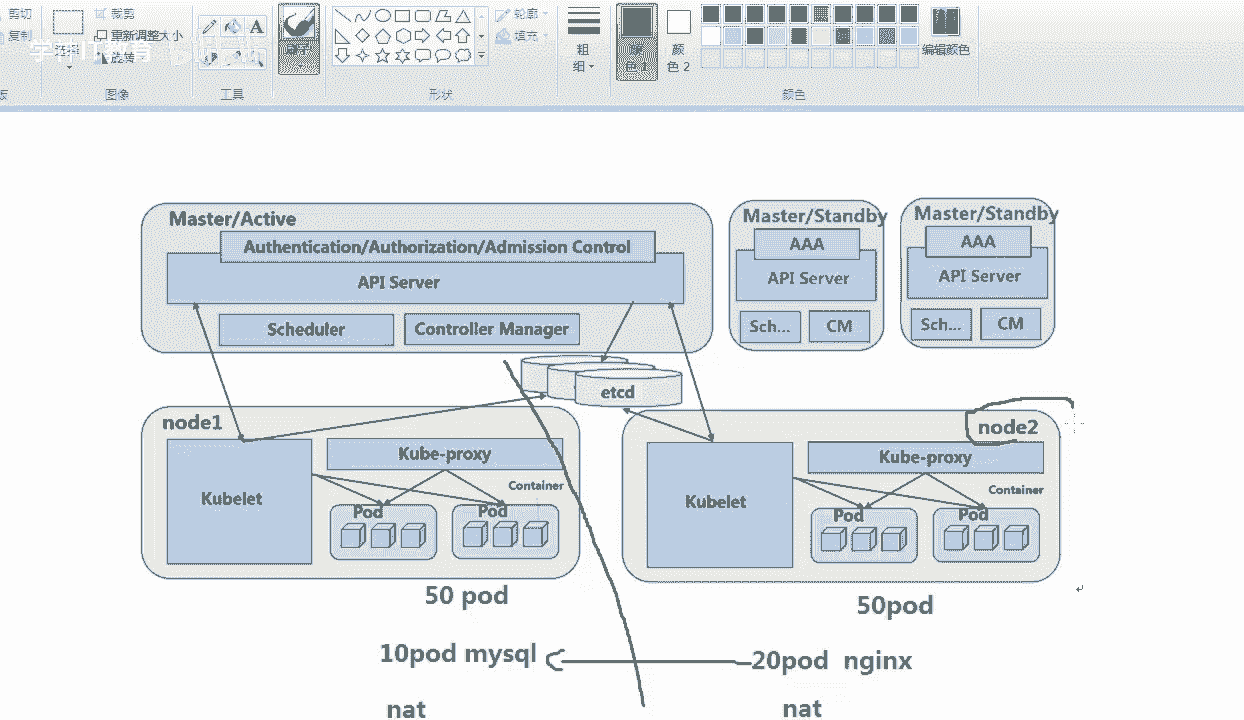 剪切
裁剪
轮廓
复制
重新调整大小
A
填充
粗
细
颜
色 1
颜
色 2
编辑颜色
旋转
图像
工具
形状
颜色
Master/Active
Authentication/Authorization/Admission Control
API Server
Scheduler
Controller Manager
Master/Standby
AAA
API Server
Sch...
CM
Master/Standby
AAA
API Server
Sch...
CM
etcd
node1
Kubelet
Kube-proxy
Container
Pod
Pod
node2
Kubelet
Kube-proxy
Container
Pod
Pod
50 pod
50pod
10pod mysql
20pod nginx
nat
nat